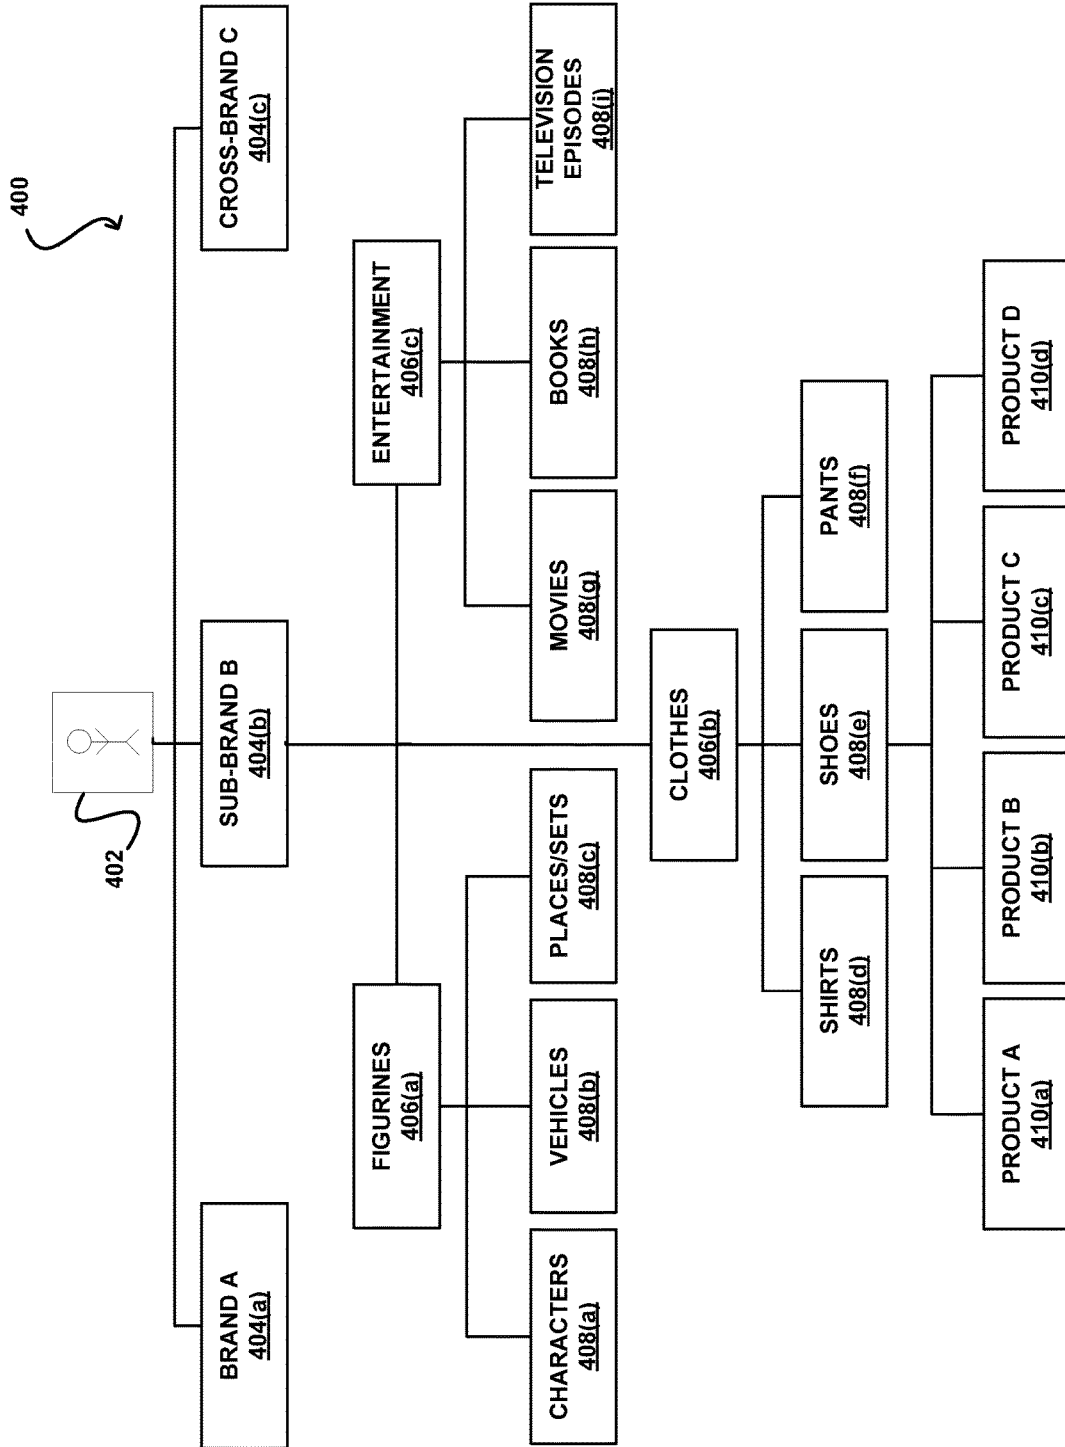 400
402
BRAND A
404(a)
SUB-BRAND B
404(b)
CROSS-BRAND C
404(c)
FIGURINES
406(a)
ENTERTAINMENT
406(c)
CHARACTERS
408(a)
VEHICLES
408(b)
PLACES/SETS
408(c)
MOVIES
408(g)
BOOKS
408(h)
TELEVISION
EPISODES
408(i)
CLOTHES
406(b)
SHIRTS
408(d)
SHOES
408(e)
PANTS
408(f)
PRODUCT A
410(a)
PRODUCT B
410(b)
PRODUCT C
410(c)
PRODUCT D
410(d)